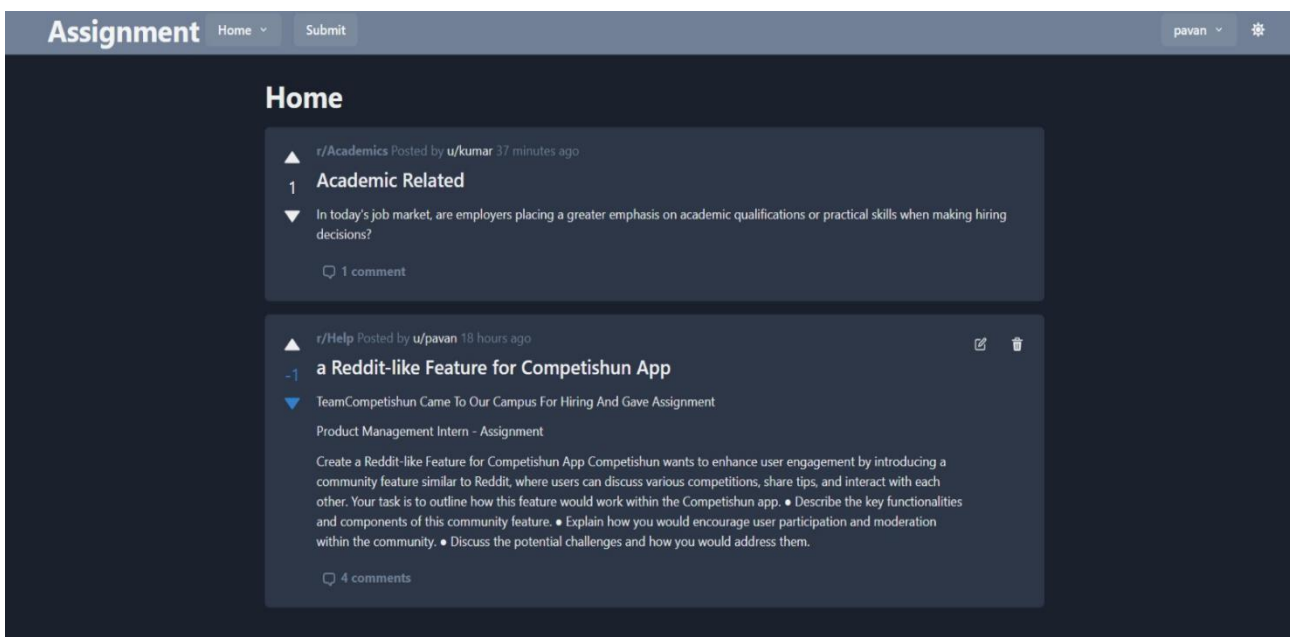 Assignment Home Submit pavan
Home
r/Academics Posted by u/kumar 37 minutes ago
1
Academic Related
In today's job market, are employers placing a greater emphasis on academic qualifications or practical skills when making hiring
decisions?
1 comment
r/Help Posted by u/pavan 18 hours ago
-1
a Reddit-like Feature for Competishun App
TeamCompetishun Came To Our Campus For Hiring And Gave Assignment
Product Management Intern - Assignment
Create a Reddit-like Feature for Competishun App Competishun wants to enhance user engagement by introducing a
community feature similar to Reddit, where users can discuss various competitions, share tips, and interact with each
other. Your task is to outline how this feature would work within the Competishun app. ● Describe the key functionalities
and components of this community feature. ● Explain how you would encourage user participation and moderation
within the community. ● Discuss the potential challenges and how you would address them.
4 comments